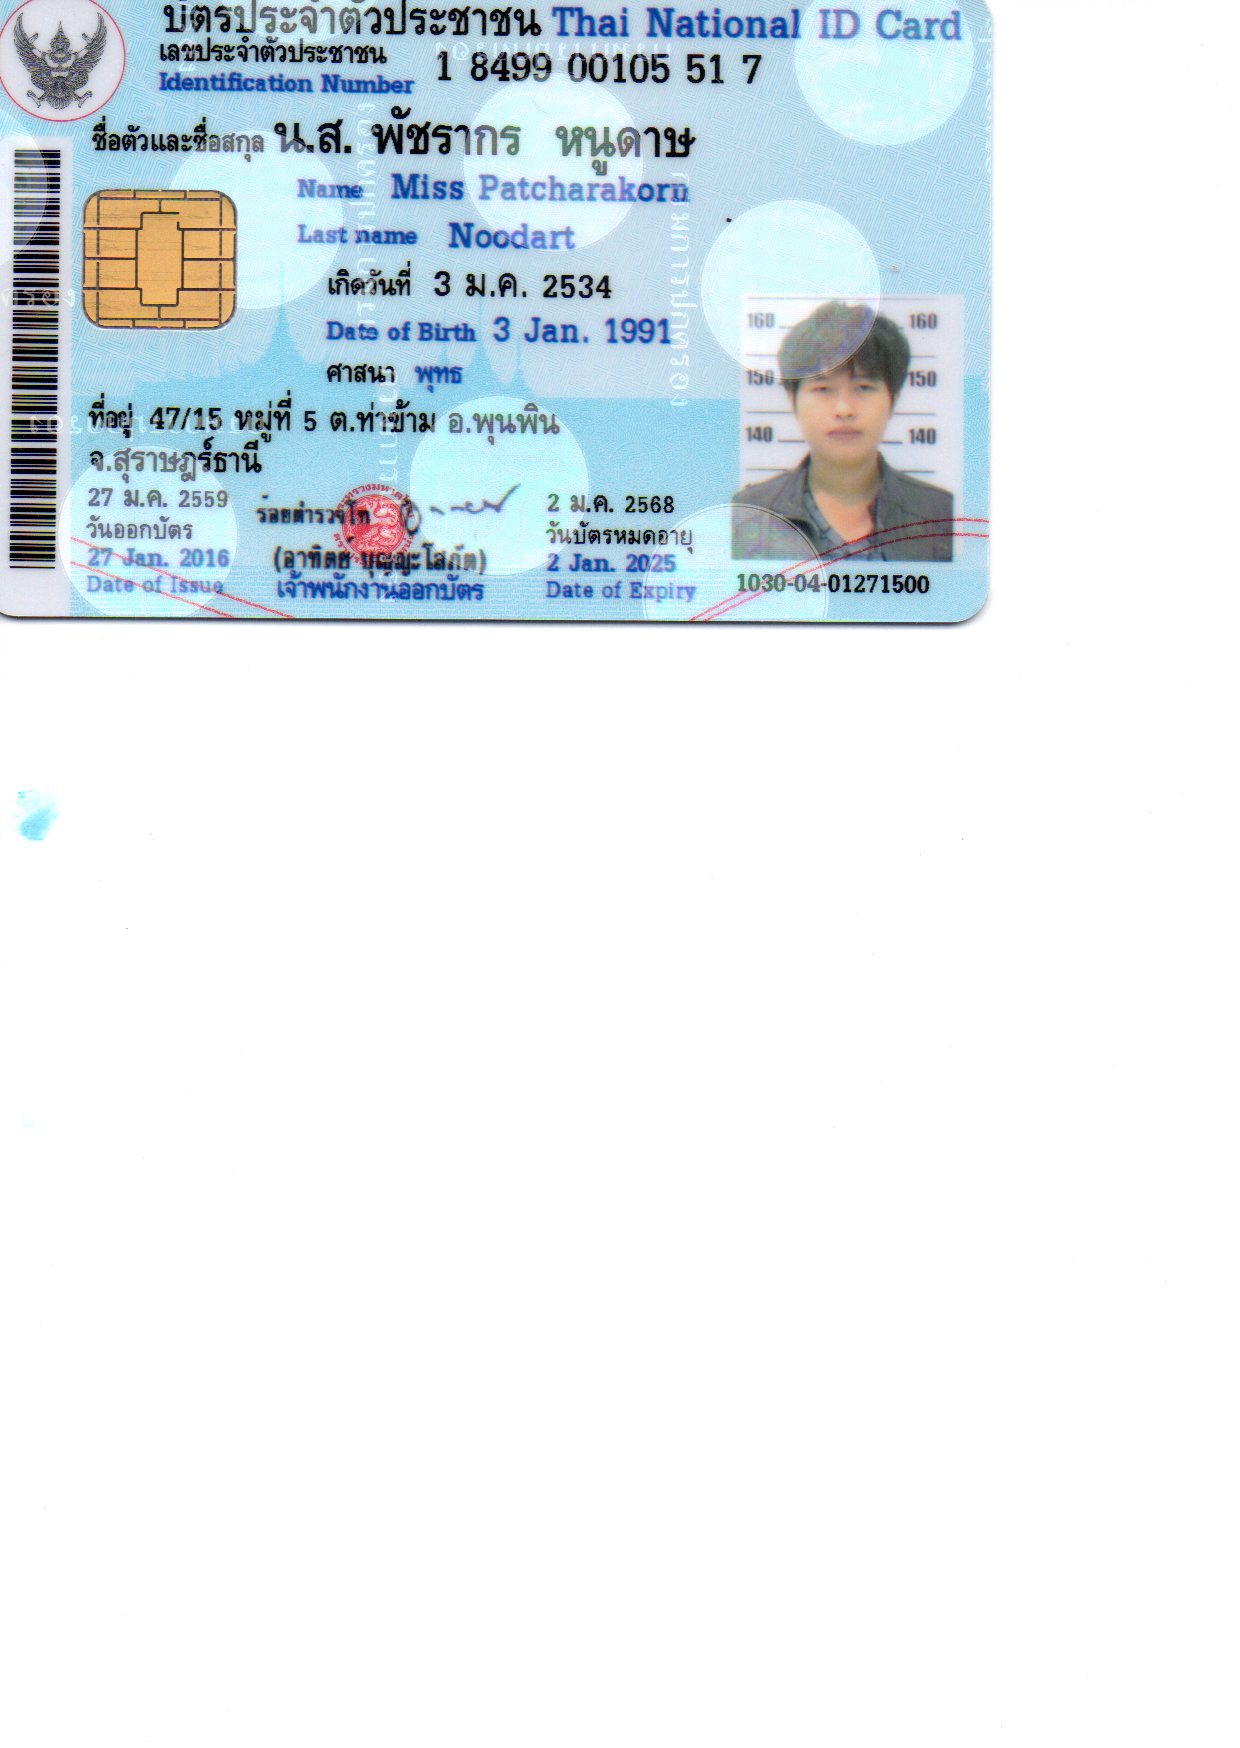 บัตรประจำตัวประชาชน Thai National ID Card
เลขประจำตัวประชาชน
Identification Number 1 8499 00105 51 7
ชื่อตัวและชื่อสกุล น.ส. พัชรากร หนูดาษ
Name Miss Patcharakorn
Last name Noodart
เกิดวันที่ 3 ม.ค. 2534
Date of Birth 3 Jan. 1991
ศาสนา พุทธ
ที่อยู่ 47/15 หมู่ที่ 5 ต.ท่าข้าม อ.พุนพิน
จ.สุราษฎร์ธานี
27 ม.ค. 2559
วันออกบัตร
27 Jan. 2016
Date of Issue
ร้อยตำรวจโท
(อาทิตย์ บุญญะโสภัต)
เจ้าพนักงานออกบัตร
2 ม.ค. 2568
วันบัตรหมดอายุ
2 Jan. 2025
Date of Expiry
160 160
150 150
140 140
1030-04-01271500